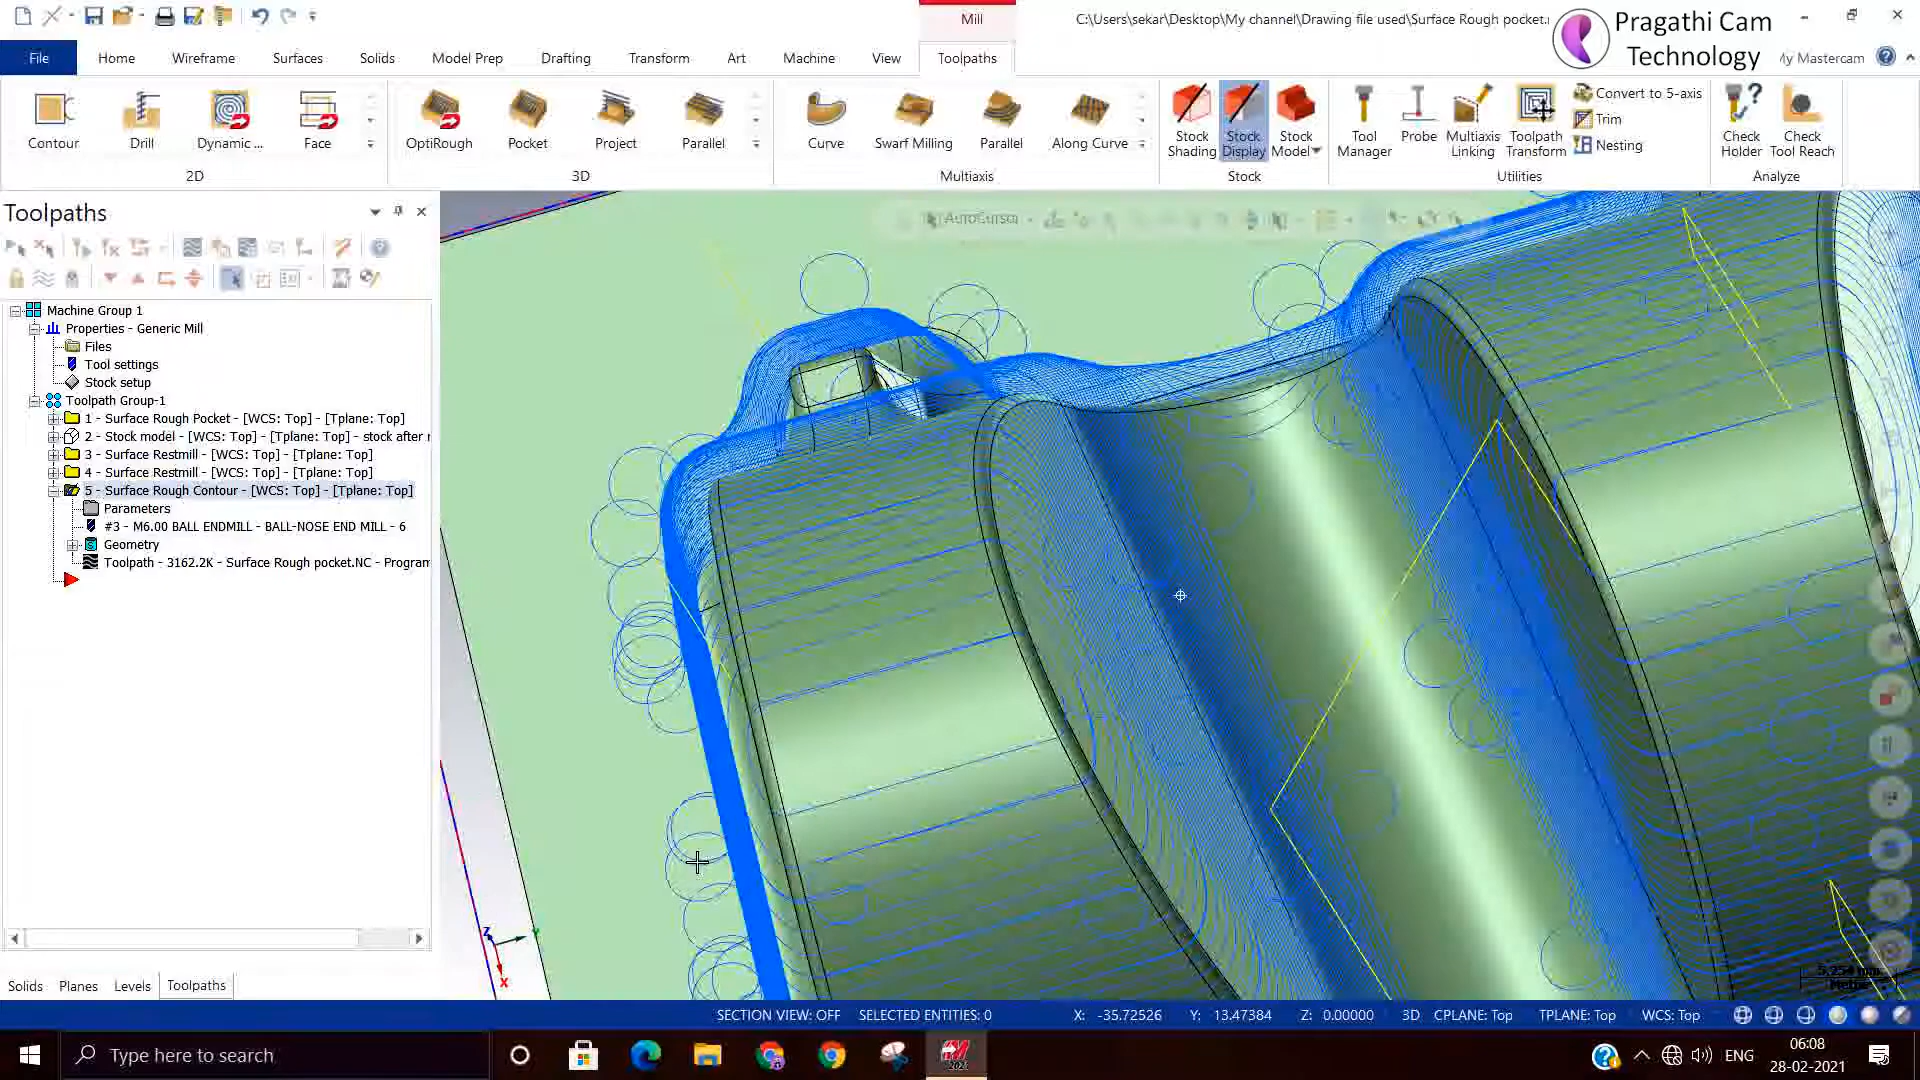 Mill
C:\Users\sekar\Desktop\My channel\Drawing file used\Surface Rough pocket.
Pragathi Cam
Technology
File
Home
Wireframe
Surfaces
Solids
Model Prep
Drafting
Transform
Art
Machine
View
Toolpaths
My Mastercam
Contour
Drill
Dynamic ...
Face
2D
OptiRough
Pocket
Project
Parallel
3D
Curve
Swarf Milling
Parallel
Along Curve
Multiaxis
Stock
Shading
Stock
Display
Stock
Model
Stock
Tool
Manager
Probe
Multiaxis
Linking
Toolpath
Transform
Convert to 5-axis
Trim
Nesting
Utilities
Check
Holder
Check
Tool Reach
Analyze
Toolpaths
AutoCursor
Machine Group 1
Properties - Generic Mill
Files
Tool settings
Stock setup
Toolpath Group-1
1 - Surface Rough Pocket - [WCS: Top] - [Tplane: Top]
2 - Stock model - [WCS: Top] - [Tplane: Top] - stock after r
3 - Surface Restmill - [WCS: Top] - [Tplane: Top]
4 - Surface Restmill - [WCS: Top] - [Tplane: Top]
5 - Surface Rough Contour - [WCS: Top] - [Tplane: Top]
Parameters
#3 - M6.00 BALL ENDMILL - BALL-NOSE END MILL - 6
Geometry
Toolpath - 3162.2K - Surface Rough pocket.NC - Program
Z
X
5.254 mm
Metric
Solids
Planes
Levels
Toolpaths
SECTION VIEW: OFF
SELECTED ENTITIES: 0
X: -35.72526
Y: 13.47384
Z: 0.00000
3D
CPLANE: Top
TPLANE: Top
WCS: Top
Type here to search
2021
ENG
06:08
28-02-2021